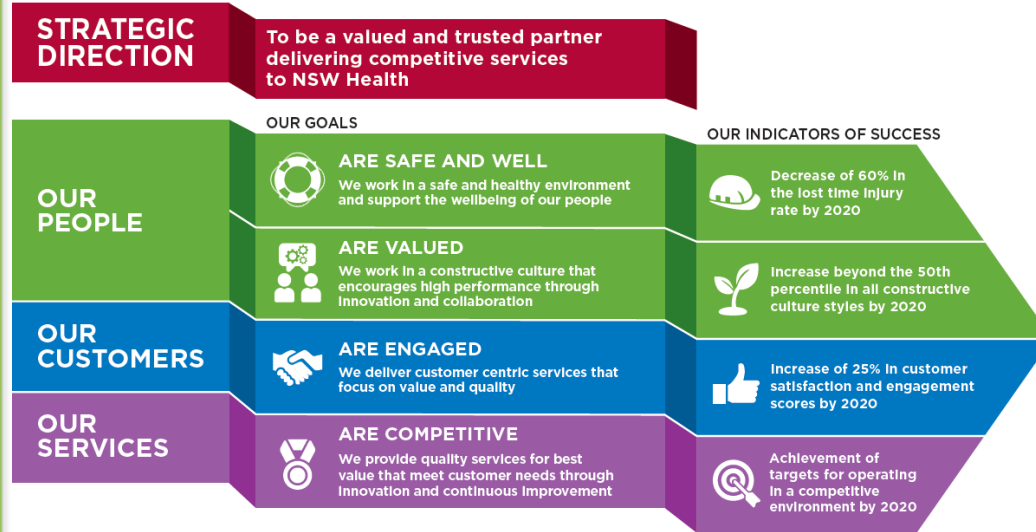 STRATEGIC
DIRECTION
To be a valued and trusted partner
delivering competitive services
to NSW Health
OUR GOALS
OUR INDICATORS OF SUCCESS
OUR
PEOPLE
ARE SAFE AND WELL
We work in a safe and healthy environment
and support the wellbeing of our people
Decrease of 60% in
the lost time injury
rate by 2020
ARE VALUED
We work in a constructive culture that
encourages high performance through
innovation and collaboration
Increase beyond the 50th
percentile in all constructive
culture styles by 2020
OUR
CUSTOMERS
ARE ENGAGED
We deliver customer centric services that
focus on value and quality
Increase of 25% in customer
satisfaction and engagement
scores by 2020
OUR
SERVICES
ARE COMPETITIVE
We provide quality services for best
value that meet customer needs through
innovation and continuous improvement
Achievement of
targets for operating
in a competitive
environment by 2020